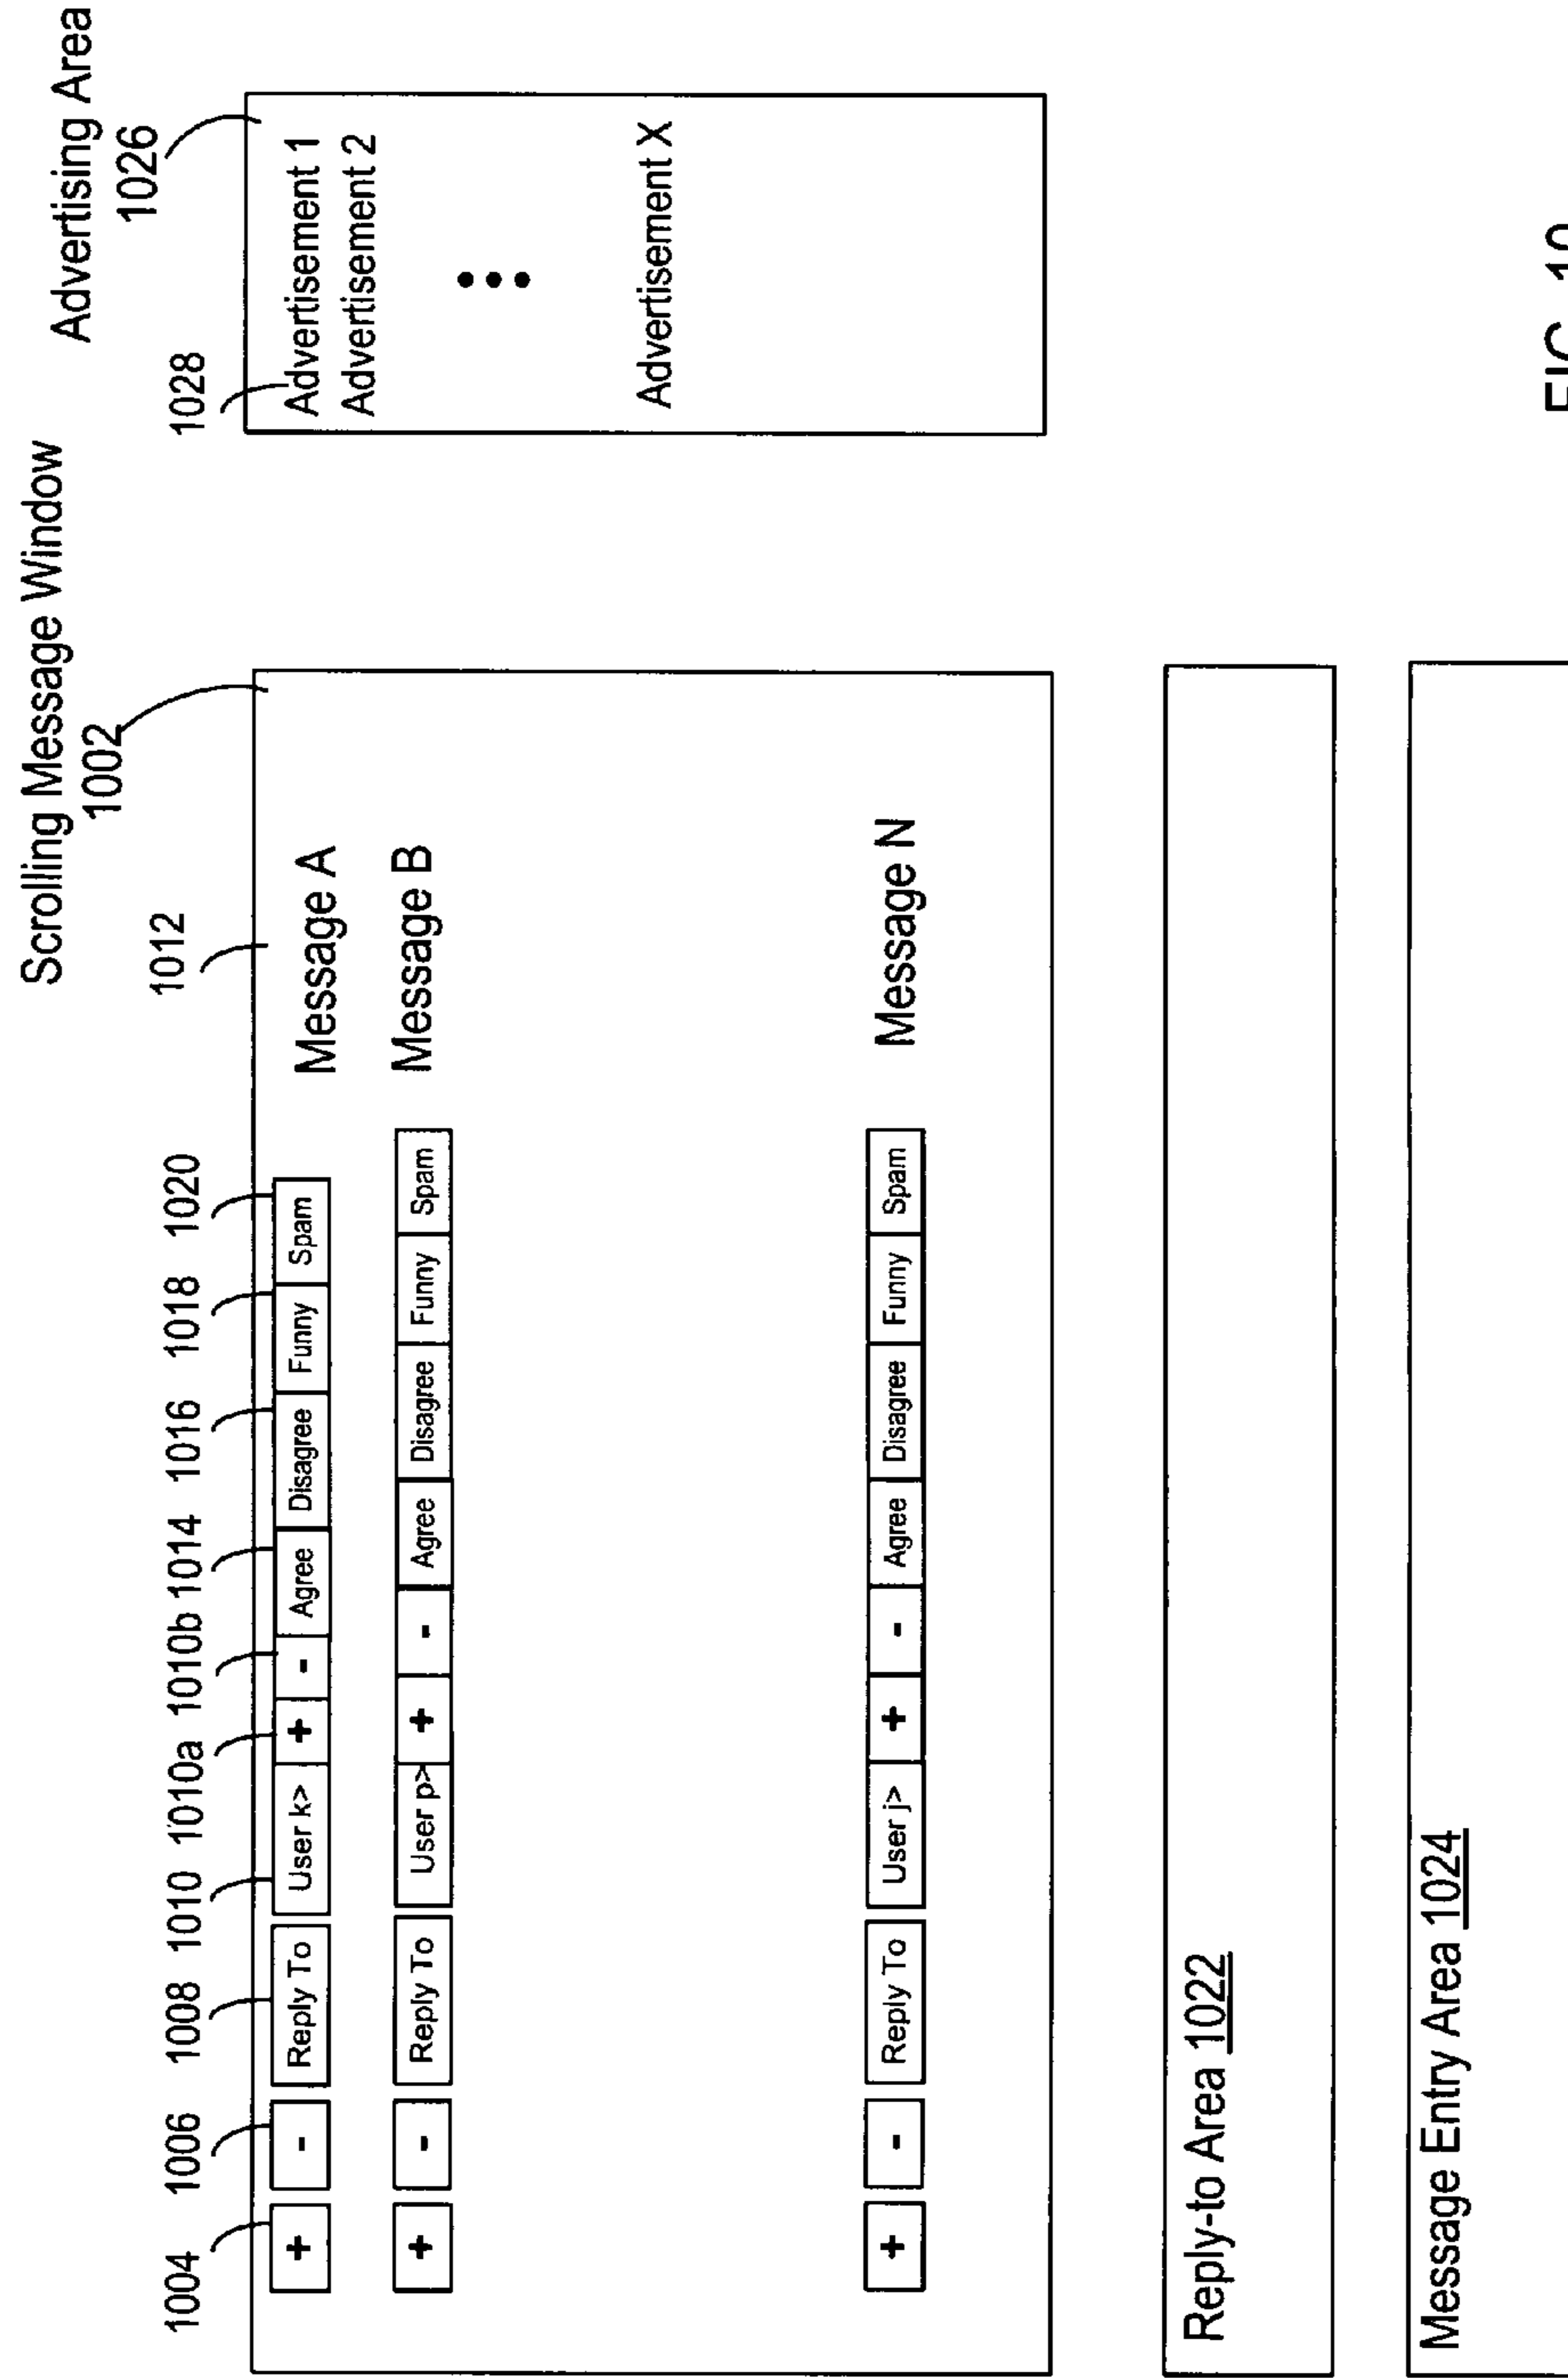 Scrolling Message Window
1002
Advertising Area
1026
1004 1006 1008 1010 1010a 1010b 1014 1016 1018 1020 1012
1028
+ - Reply To User k> + - Agree Disagree Funny Spam Message A
+ - Reply To User p> + - Agree Disagree Funny Spam Message B
+ - Reply To User j> + - Agree Disagree Funny Spam Message N
Advertisement 1
Advertisement 2
Advertisement X
Reply-to Area 1022
Message Entry Area 1024